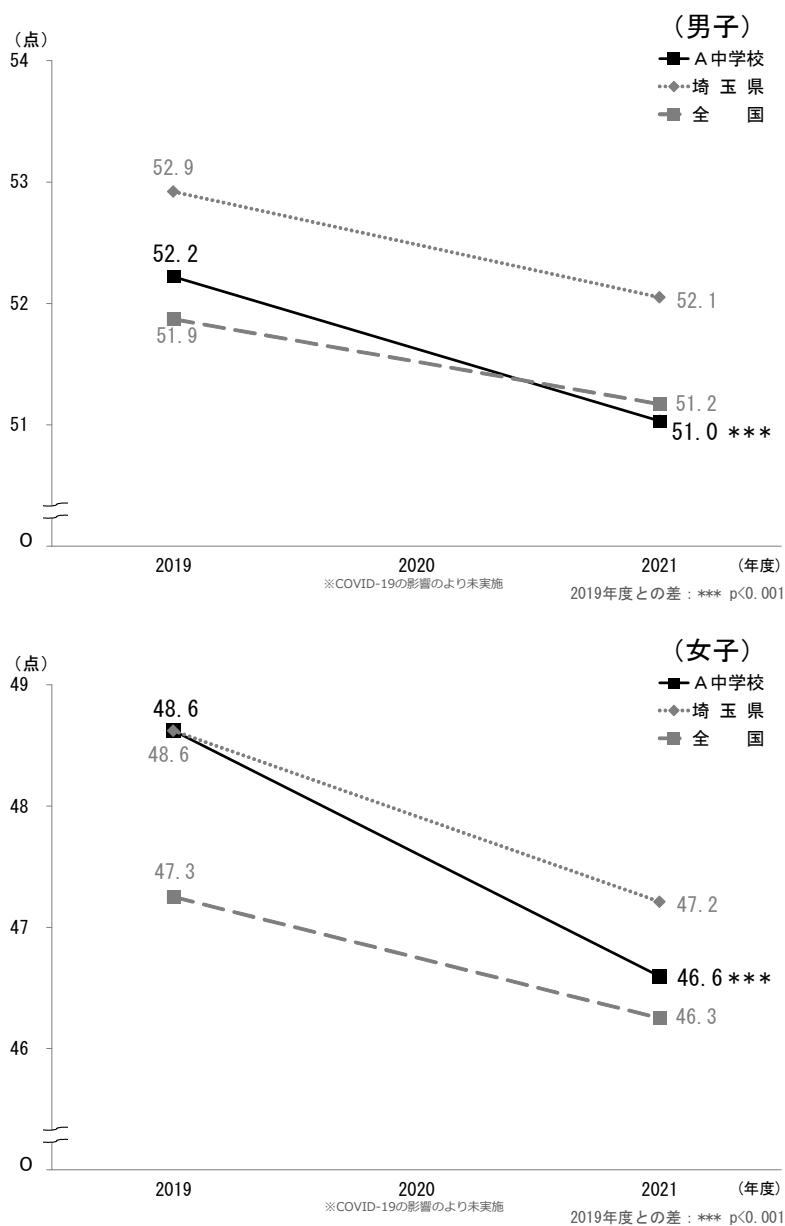 （男子）
（点）
A中学校
埼 玉 県
全　　国
54
53
52
51
0
52.9
52.2
51.9
52.1
51.2
51.0 ***
2019
2020
2021
（年度）
※COVID-19の影響のより未実施
2019年度との差：*** p<0.001
（女子）
（点）
A中学校
埼 玉 県
全　　国
49
48
47
46
0
48.6
48.6
47.3
47.2
46.6 ***
46.3
2019
2020
2021
（年度）
※COVID-19の影響のより未実施
2019年度との差：*** p<0.001